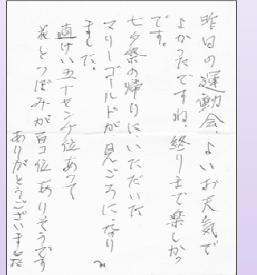 昨日の運動会、よいお天気で
よかったですね 終りまで楽しかった
です。
七夕祭の帰りにいただいた
マリーゴールドが見ごろになり
ました。
直けい五十センチ位あって
花とつぼみが百コ位ありそうです
ありがとうございました